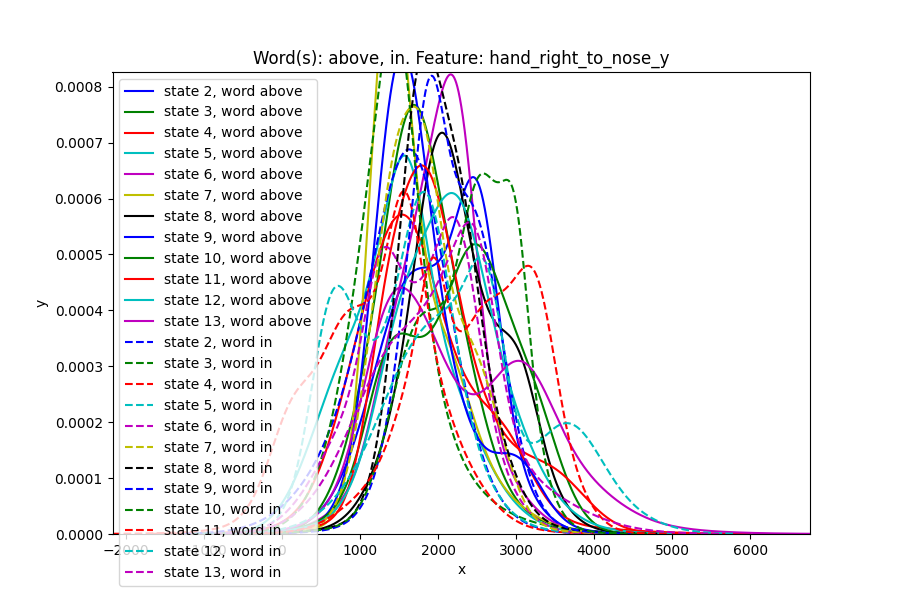 Word(s): above, in. Feature: hand_right_to_nose_y
0.0008
0.0007
0.0006
0.0005
0.0004
0.0003
0.0002
0.0001
0.0000
y
state 2, word above
state 3, word above
state 4, word above
state 5, word above
state 6, word above
state 7, word above
state 8, word above
state 9, word above
state 10, word above
state 11, word above
state 12, word above
state 13, word above
state 2, word in
state 3, word in
state 4, word in
state 5, word in
state 6, word in
state 7, word in
state 8, word in
state 9, word in
state 10, word in
state 11, word in
state 12, word in
state 13, word in
1000 2000 3000 4000 5000 6000
x